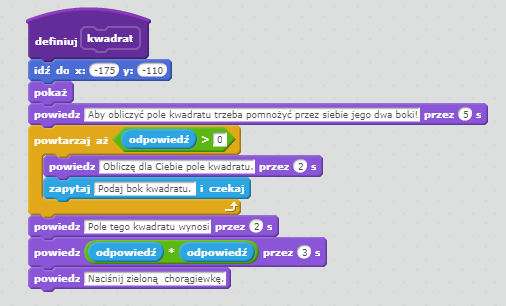 definiuj kwadrat
idź do x: -175 y: -110
pokaż
powiedz Aby obliczyć pole kwadratu trzeba pomnożyć przez siebie jego dwa boki! przez 5 s
powtarzaj aż odpowiedź > 0
powiedz Obliczę dla Ciebie pole kwadratu. przez 2 s
zapytaj Podaj bok kwadratu. i czekaj
powiedz Pole tego kwadratu wynosi przez 2 s
powiedz odpowiedź * odpowiedź przez 3 s
powiedz Naciśnij zieloną chorągiewkę.